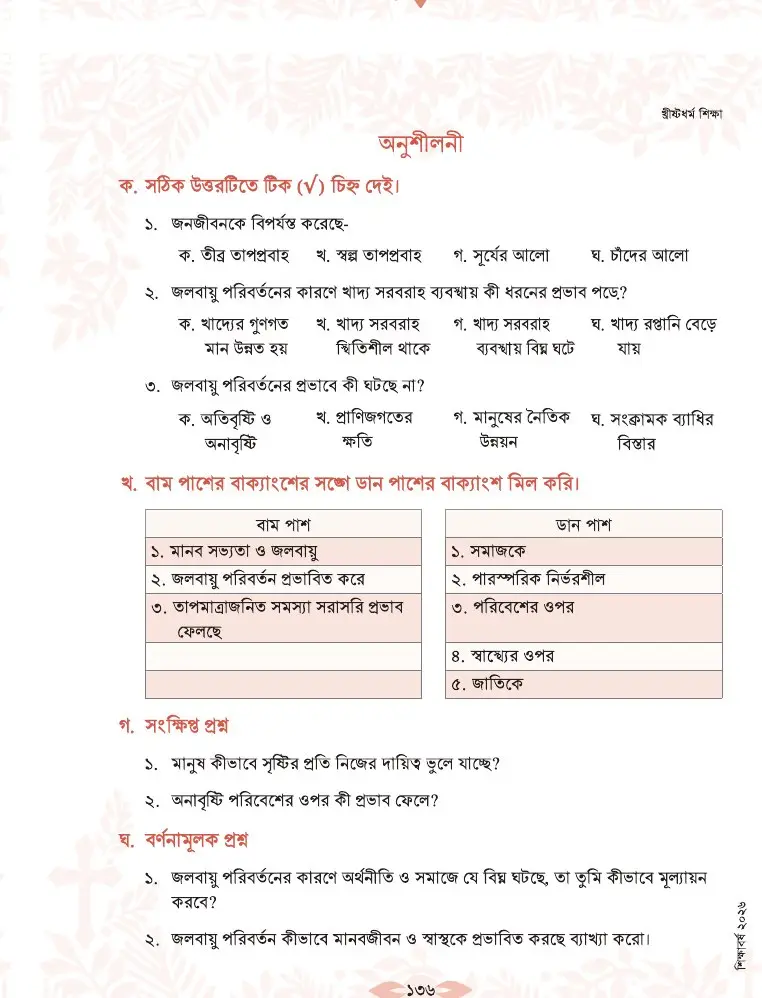 খ্রীষ্টধর্ম শিক্ষা
অনুশীলনী
ক. সঠিক উত্তরটিতে টিক (√) চিহ্ন দেই।
১. জনজীবনকে বিপর্যস্ত করেছে-
ক. তীব্র তাপপ্রবাহ খ. স্বল্প তাপপ্রবাহ গ. সূর্যের আলো ঘ. চাঁদের আলো
২. জলবায়ু পরিবর্তনের কারণে খাদ্য সরবরাহ ব্যবস্থায় কী ধরনের প্রভাব পড়ে?
ক. খাদ্যের গুণগত খ. খাদ্য সরবরাহ গ. খাদ্য সরবরাহ ঘ. খাদ্য রপ্তানি বেড়ে
মান উন্নত হয় স্থিতিশীল থাকে ব্যবস্থায় বিঘ্ন ঘটে যায়
৩. জলবায়ু পরিবর্তনের প্রভাবে কী ঘটছে না?
ক. অতিবৃষ্টি ও খ. প্রাণিজগতের গ. মানুষের নৈতিক ঘ. সংক্রামক ব্যাধির
অনাবৃষ্টি ক্ষতি উন্নয়ন বিস্তার
খ. বাম পাশের বাক্যাংশের সঙ্গে ডান পাশের বাক্যাংশ মিল করি।
বাম পাশ ডান পাশ
১. মানব সভ্যতা ও জলবায়ু ১. সমাজকে
২. জলবায়ু পরিবর্তন প্রভাবিত করে ২. পারস্পরিক নির্ভরশীল
৩. তাপমাত্রাজনিত সমস্যা সরাসরি প্রভাব ৩. পরিবেশের ওপর
ফেলছে
৪. স্বাস্থ্যের ওপর
৫. জাতিকে
গ. সংক্ষিপ্ত প্রশ্ন
১. মানুষ কীভাবে সৃষ্টির প্রতি নিজের দায়িত্ব ভুলে যাচ্ছে?
২. অনাবৃষ্টি পরিবেশের ওপর কী প্রভাব ফেলে?
ঘ. বর্ণনামূলক প্রশ্ন
১. জলবায়ু পরিবর্তনের কারণে অর্থনীতি ও সমাজে যে বিঘ্ন ঘটছে, তা তুমি কীভাবে মূল্যায়ন
করবে?
২. জলবায়ু পরিবর্তন কীভাবে মানবজীবন ও স্বাস্থকে প্রভাবিত করছে ব্যাখ্যা করো।
শিক্ষাবর্ষ ২০২৬
১৩৬